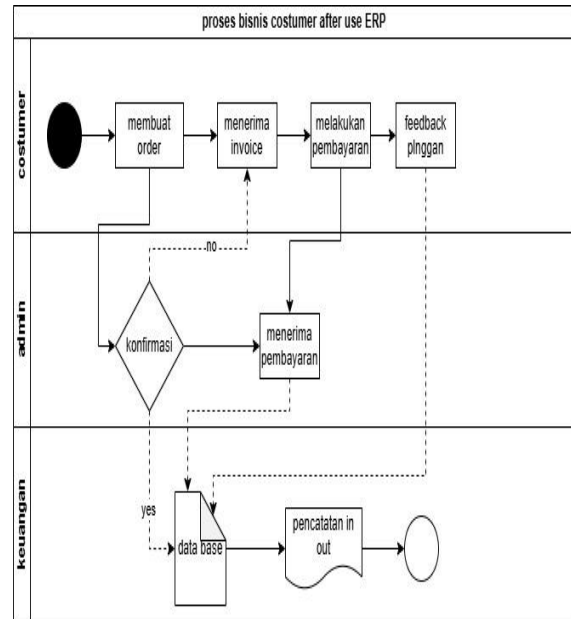 proses bisnis costumer after use ERP
costumer
membuat
order
menerima
invoice
melakukan
pembayaran
feedback
plnggan
admin
no
konfirmasi
menerima
pembayaran
keuangan
yes
data base
pencatatan in
out